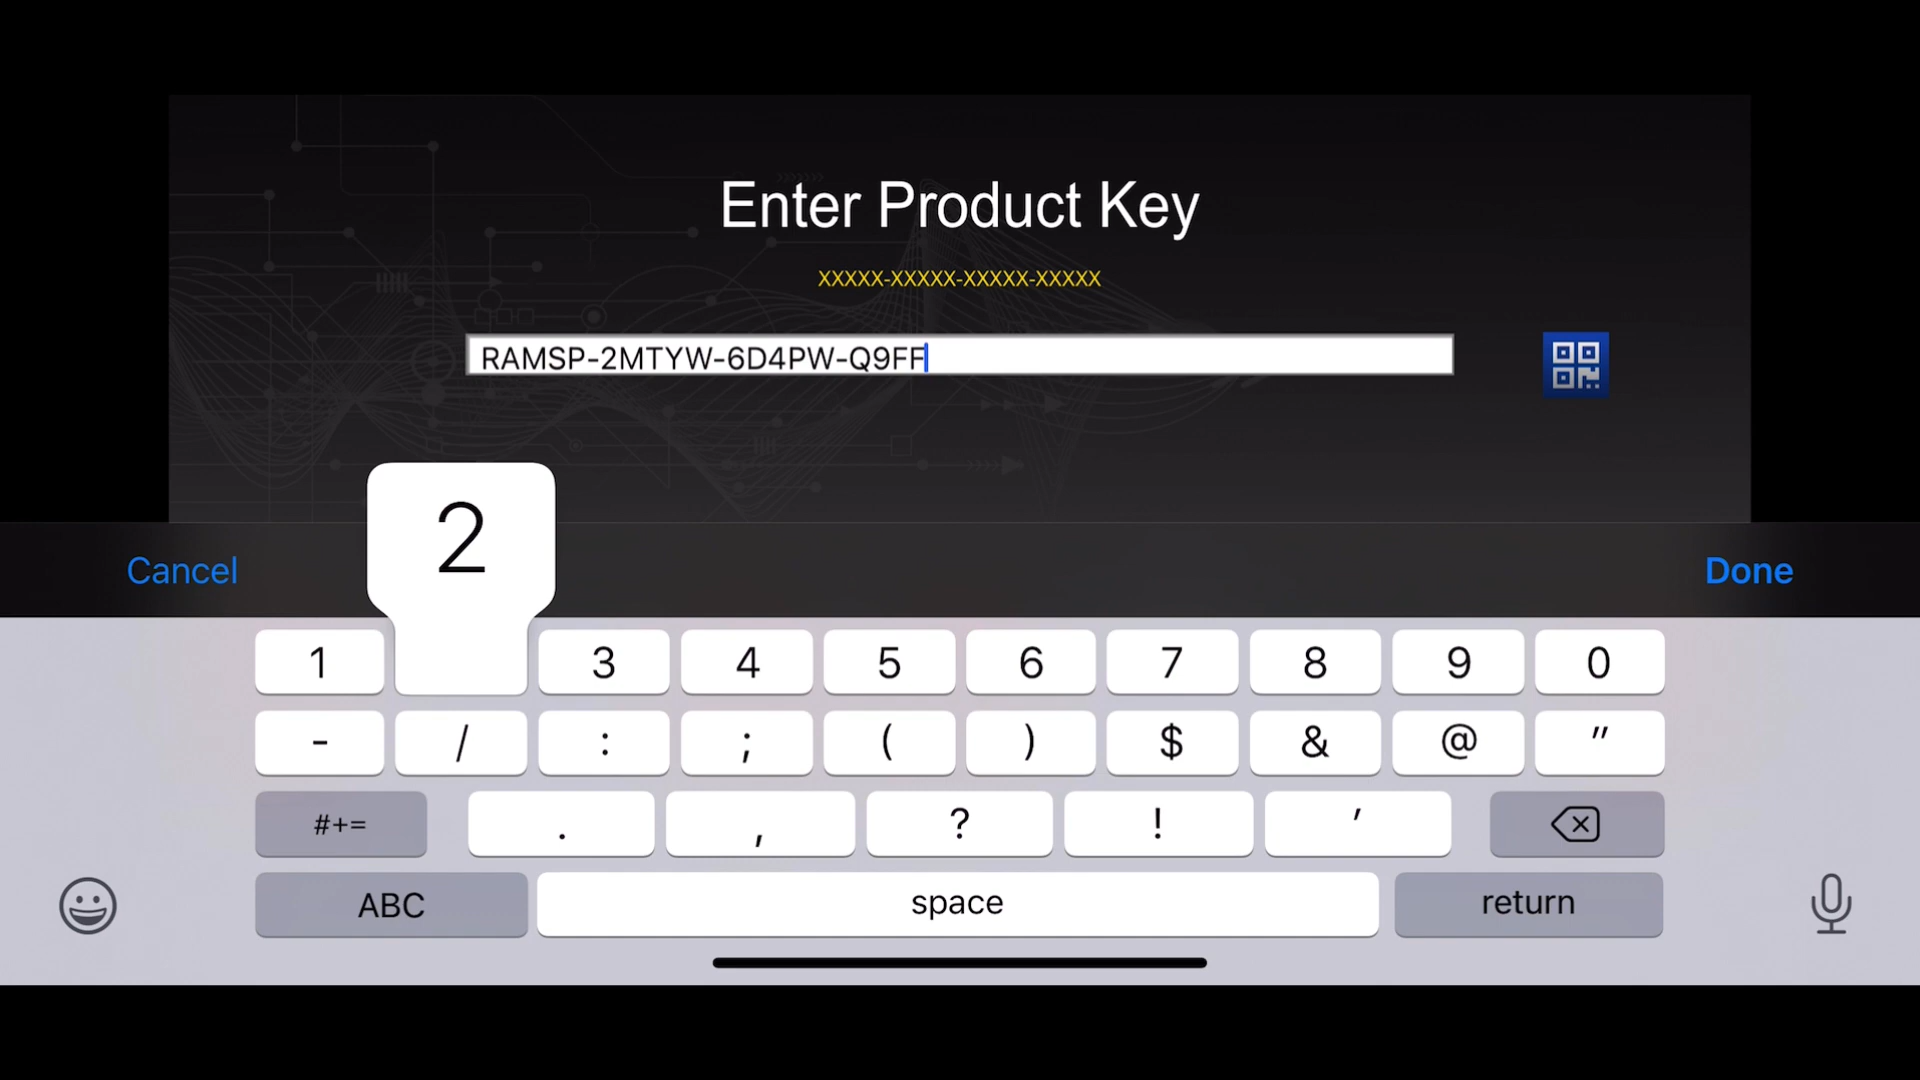 Enter Product Key
XXXXX-XXXXX-XXXXX-XXXXX
RAMSP-2MTYW-6D4PW-Q9FF
Cancel
Done
1 2 3 4 5 6 7 8 9 0
- / : ; ( ) $ & @ "
#+= . , ? ! '
ABC space return